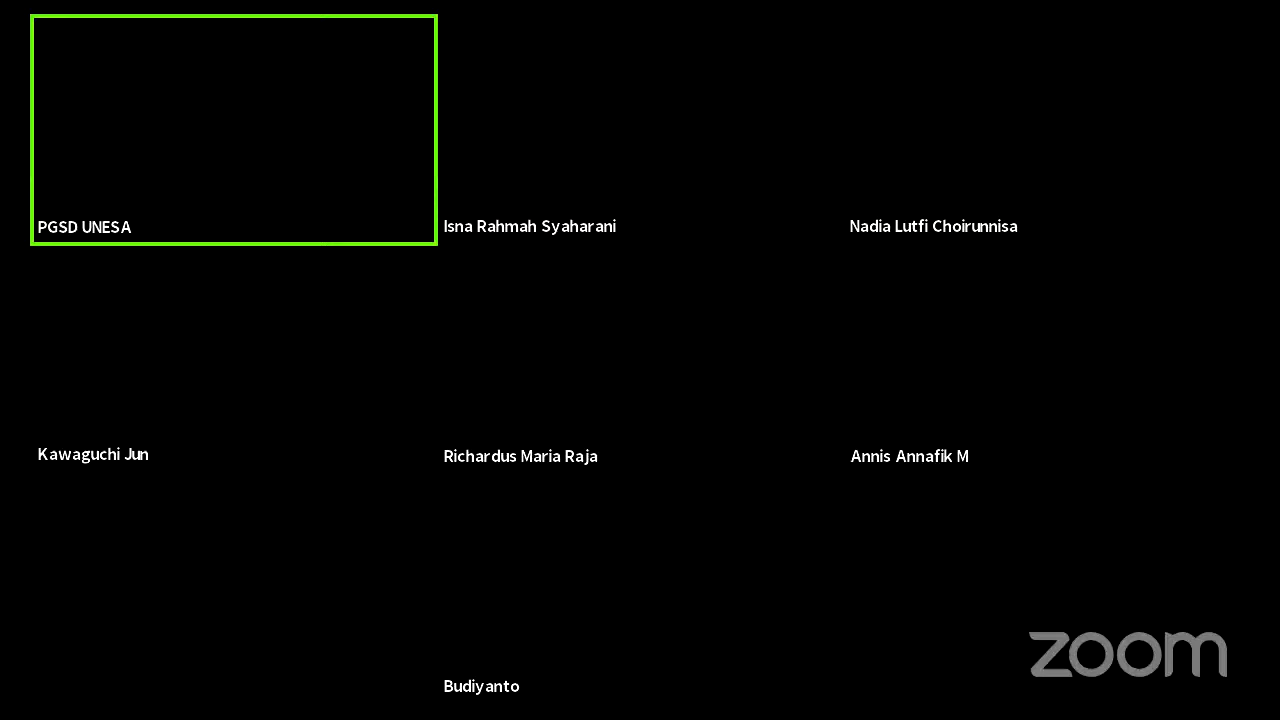 PGSD UNESA
Isna Rahmah Syaharani
Nadia Lutfi Choirunnisa
Kawaguchi Jun
Richardus Maria Raja
Annis Annafik M
Budiyanto
zoom